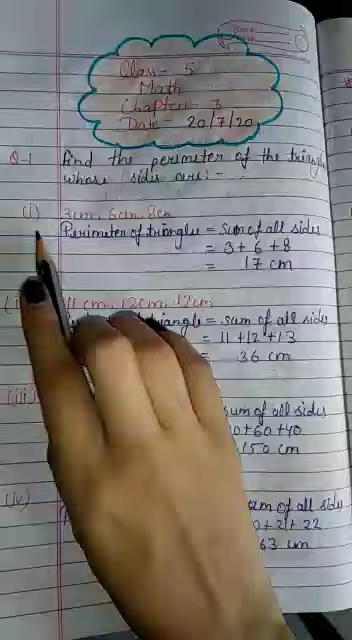 Name
Class - 5
Math
Chapter - 3
Date 20/7/20
Q-1 Find the perimeter of the triangle
whose sides are:-
(i) 3cm, 6cm, 8cm
Perimeter of triangle = Sum of all sides
= 3 + 6 + 8
= 17 cm
11 cm, 12cm, 13cm
triangle = sum of all sides
= 11 +12 +13
= 36 cm
(iii)
sum of all sides
0+60+40
150 cm
(iv)
sum of all sides
0+21+22
63 cm